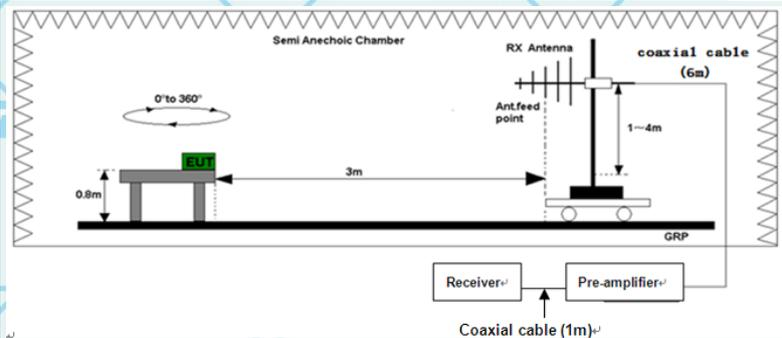 Semi Anechoic Chamber
RX Antenna
coaxial cable
(6m)
0°to 360°
Ant.feed
point
1~4m
EUT
3m
0.8m
GRP
Receiver
Pre-amplifier
Coaxial cable (1m)